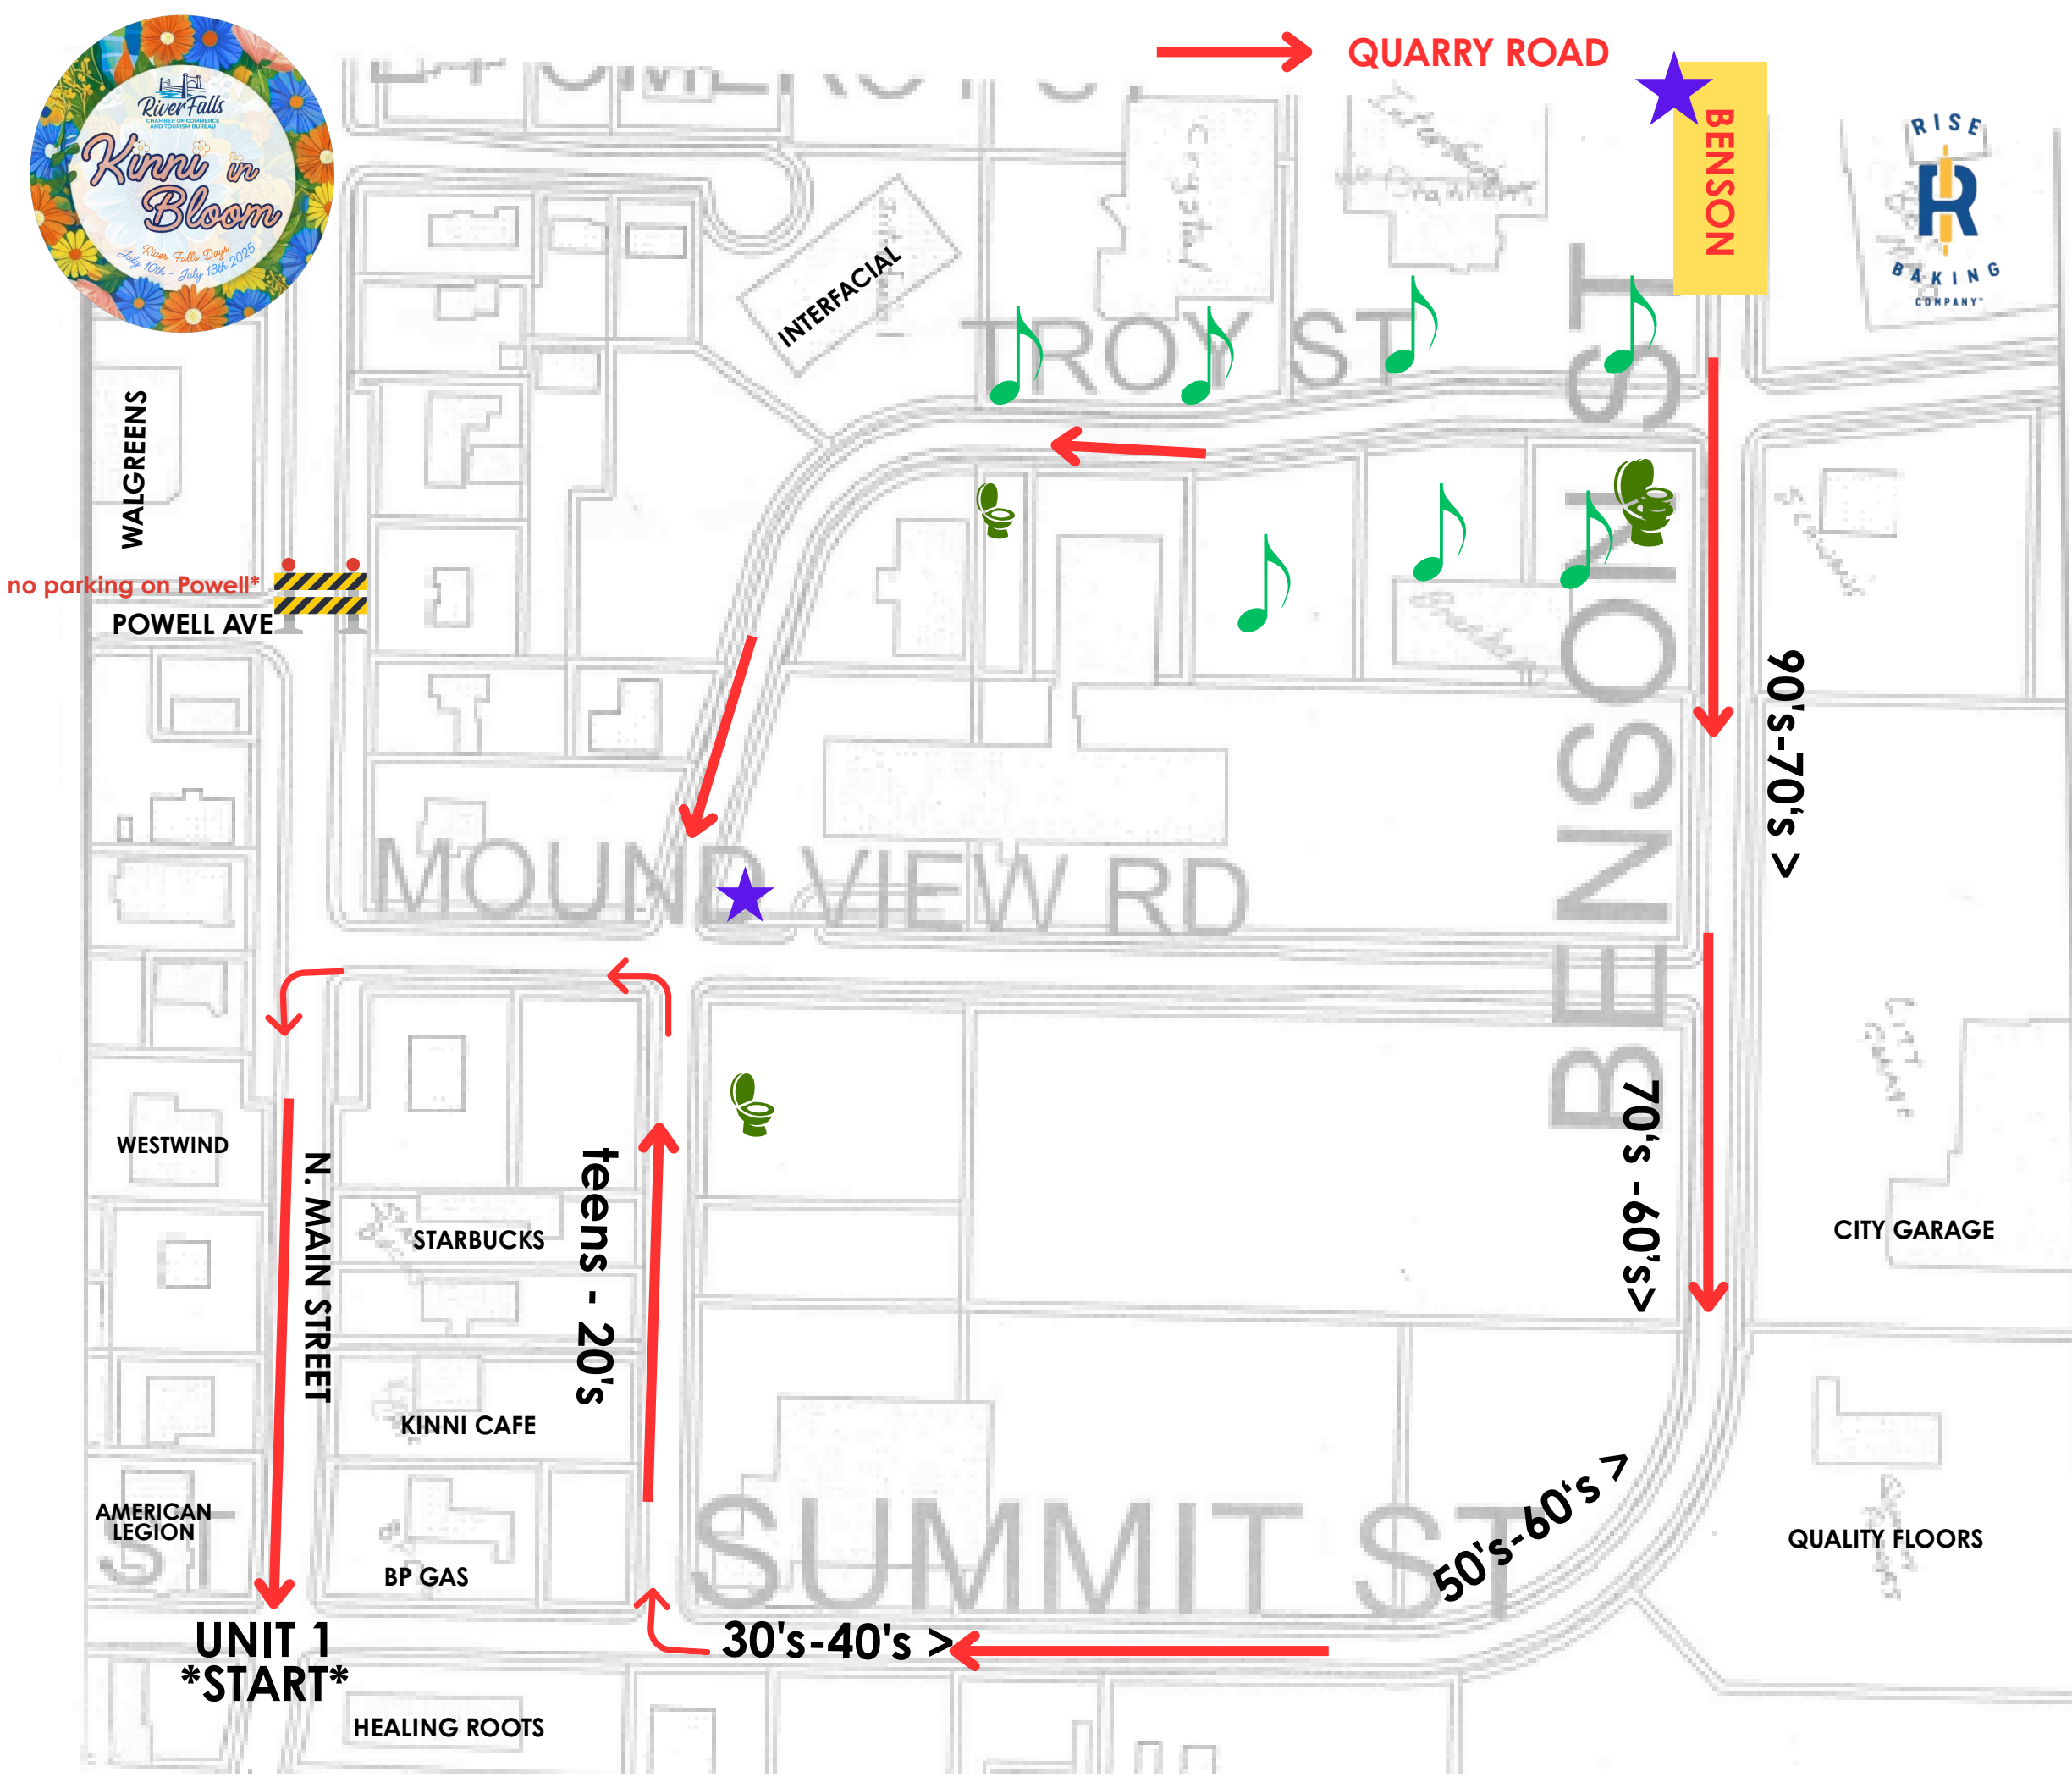 QUARRY ROAD
River Falls
CHAMBER OF COMMERCE
AND TOURISM BUREAU
Kinni in
Bloom
River Falls Days
July 10th - July 13th 2025
BENSON
RISE
BAKING
COMPANY™
INTERFACIAL
TROY ST
WALGREENS
no parking on Powell*
POWELL AVE
BENSON ST
90's-70's >
MOUND VIEW RD
WESTWIND
N. MAIN STREET
teens - 20's
70's -60's>
STARBUCKS
CITY GARAGE
KINNI CAFE
AMERICAN
LEGION
ST
BP GAS
SUMMIT ST
50's-60's >
QUALITY FLOORS
UNIT 1
*START*
30's-40's >
HEALING ROOTS